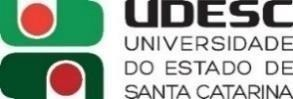 UDESC
UNIVERSIDADE
DO ESTADO DE
SANTA CATARINA